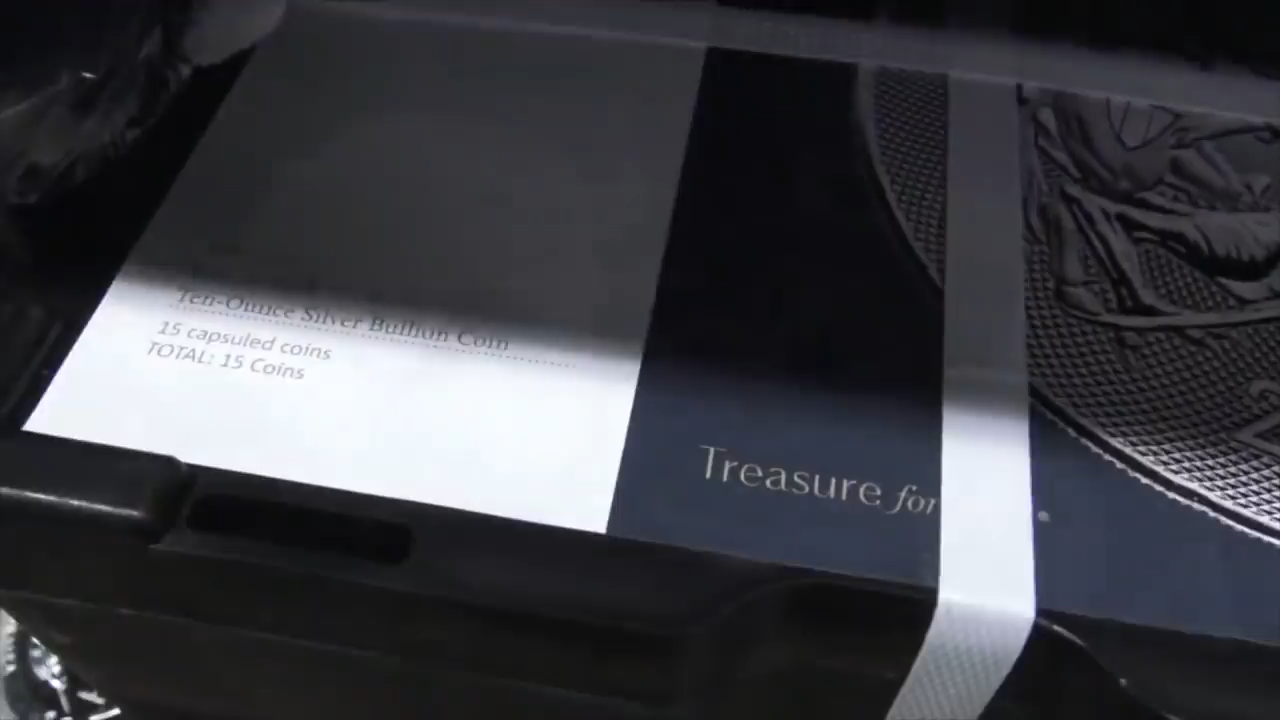 Ten-Ounce Silver Bullion Coin
15 capsuled coins
TOTAL: 15 Coins
Treasure for